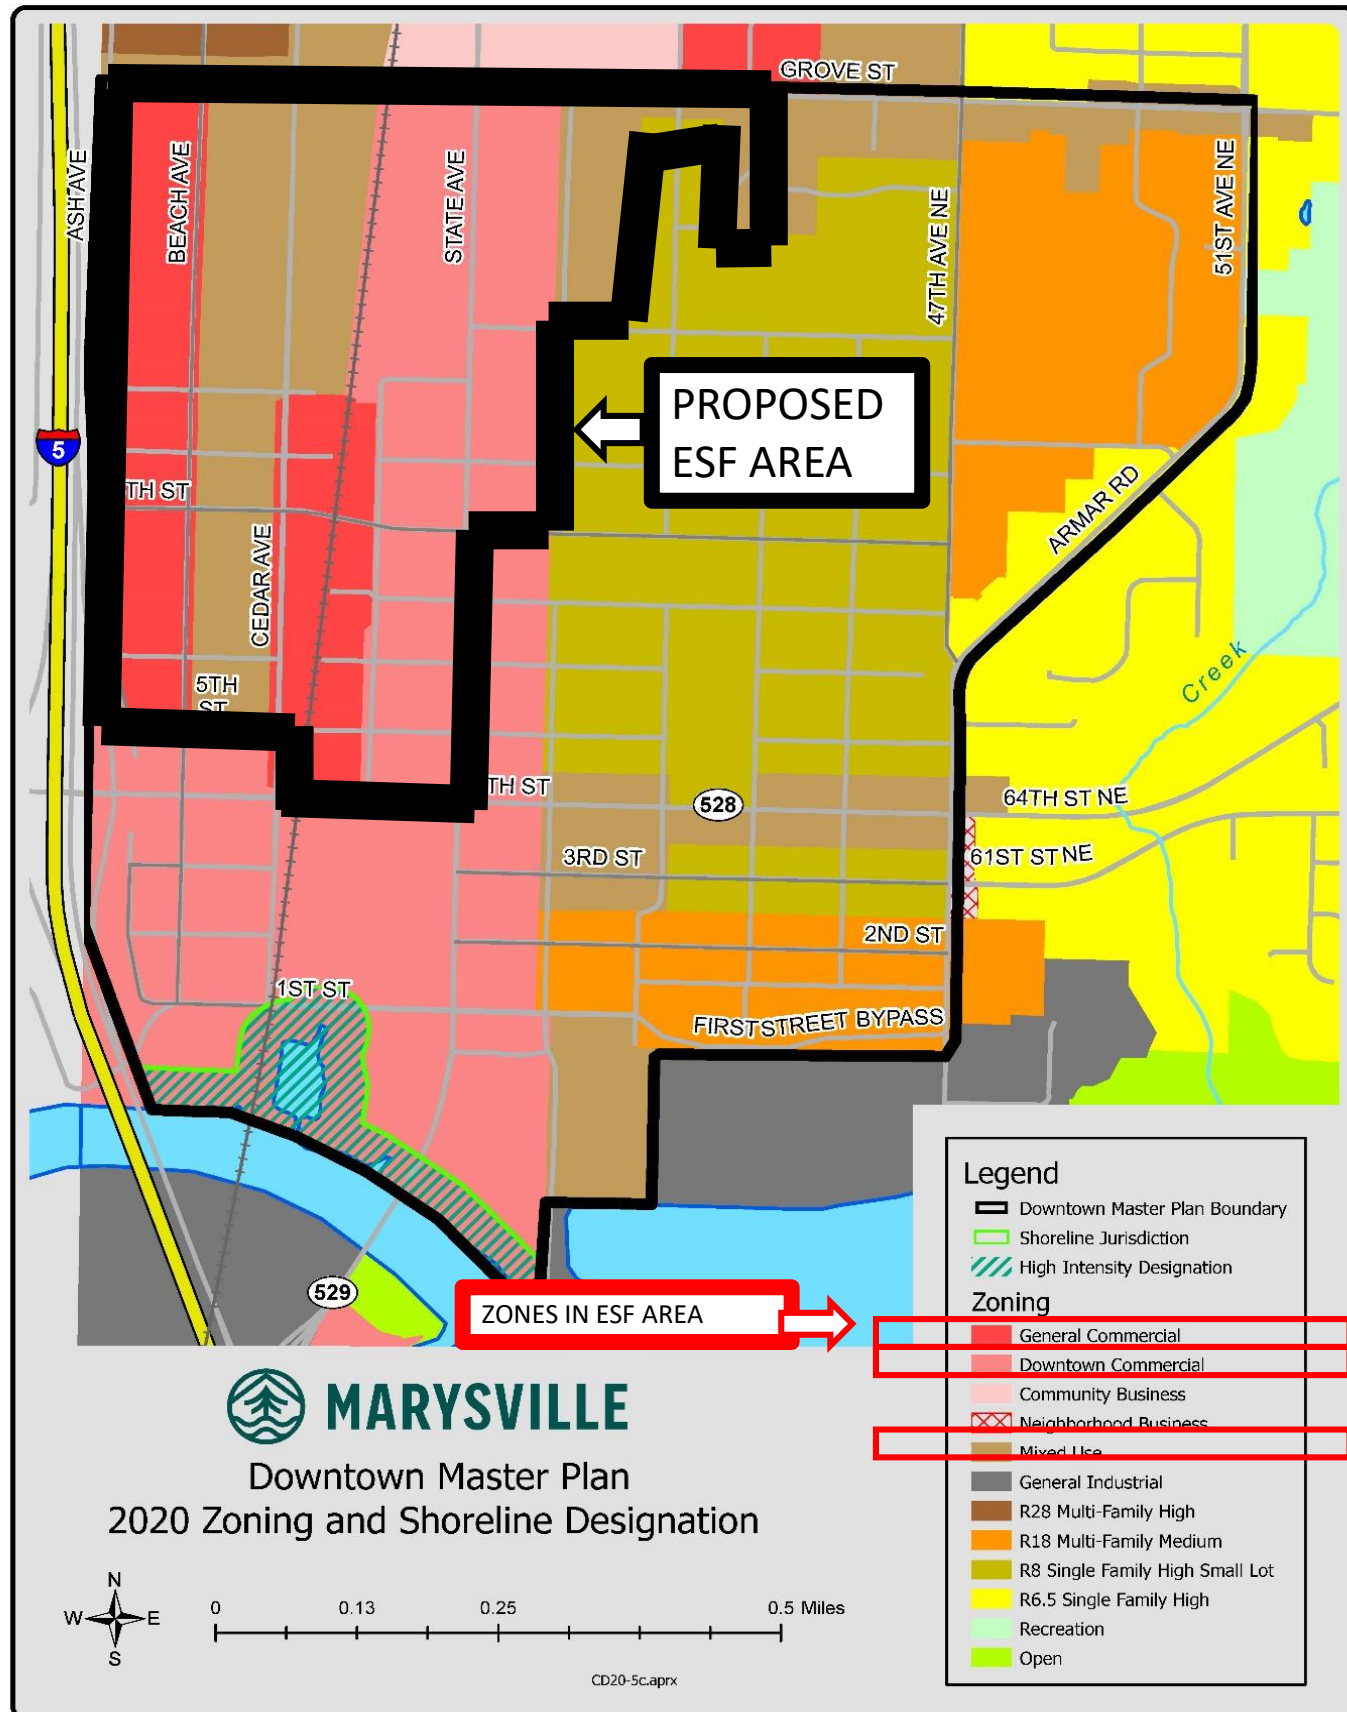 GROVE ST
ASH AVE
BEACH AVE
STATE AVE
47TH AVE NE
51ST AVE NE
PROPOSED
ESF AREA
5
TH ST
ARMAR RD
CEDAR AVE
Creek
5TH
ST
TH ST
528
64TH ST NE
3RD ST
61ST ST NE
2ND ST
1ST ST
FIRST STREET BYPASS
529
ZONES IN ESF AREA
Legend
Downtown Master Plan Boundary
Shoreline Jurisdiction
High Intensity Designation
Zoning
General Commercial
Downtown Commercial
Community Business
Neighborhood Business
Mixed Use
General Industrial
R28 Multi-Family High
R18 Multi-Family Medium
R8 Single Family High Small Lot
R6.5 Single Family High
Recreation
Open
MARYSVILLE
Downtown Master Plan
2020 Zoning and Shoreline Designation
N
W E
S
0 0.13 0.25 0.5 Miles
CD20-5c.aprx